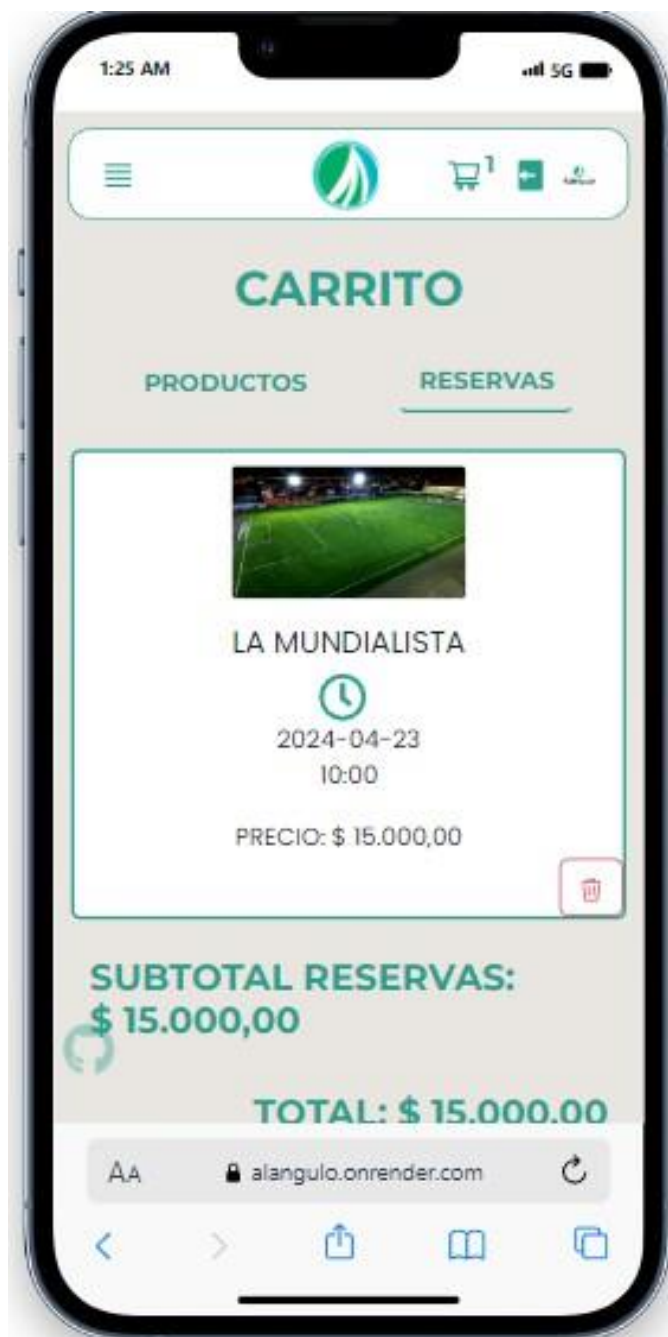 1:25 AM
5G
1
CARRITO
PRODUCTOS
RESERVAS
LA MUNDIALISTA
2024-04-23
10:00
PRECIO: $ 15.000,00
SUBTOTAL RESERVAS:
$ 15.000,00
TOTAL: $ 15.000,00
AA
alangulo.onrender.com